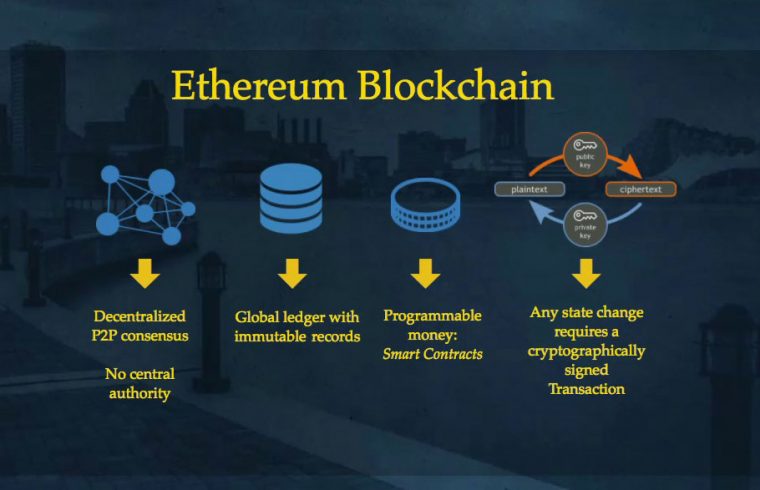 Ethereum Blockchain
public
key
plaintext
ciphertext
private
key
Decentralized
P2P consensus
No central
authority
Global ledger with
immutable records
Programmable
money:
Smart Contracts
Any state change
requires a
cryptographically
signed
Transaction